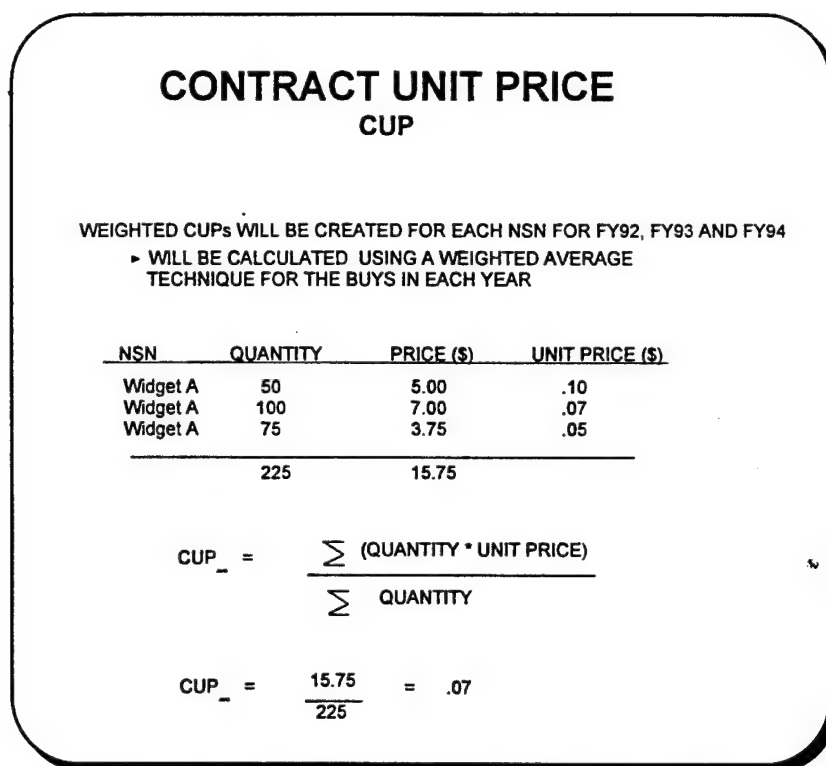 CONTRACT UNIT PRICE
CUP
WEIGHTED CUPs WILL BE CREATED FOR EACH NSN FOR FY92, FY93 AND FY94
▸ WILL BE CALCULATED USING A WEIGHTED AVERAGE
TECHNIQUE FOR THE BUYS IN EACH YEAR
NSN QUANTITY PRICE ($) UNIT PRICE ($)
Widget A 50 5.00 .10
Widget A 100 7.00 .07
Widget A 75 3.75 .05
225 15.75
CUP_ = ∑ (QUANTITY * UNIT PRICE)
∑ QUANTITY
CUP_ = 15.75 = .07
225